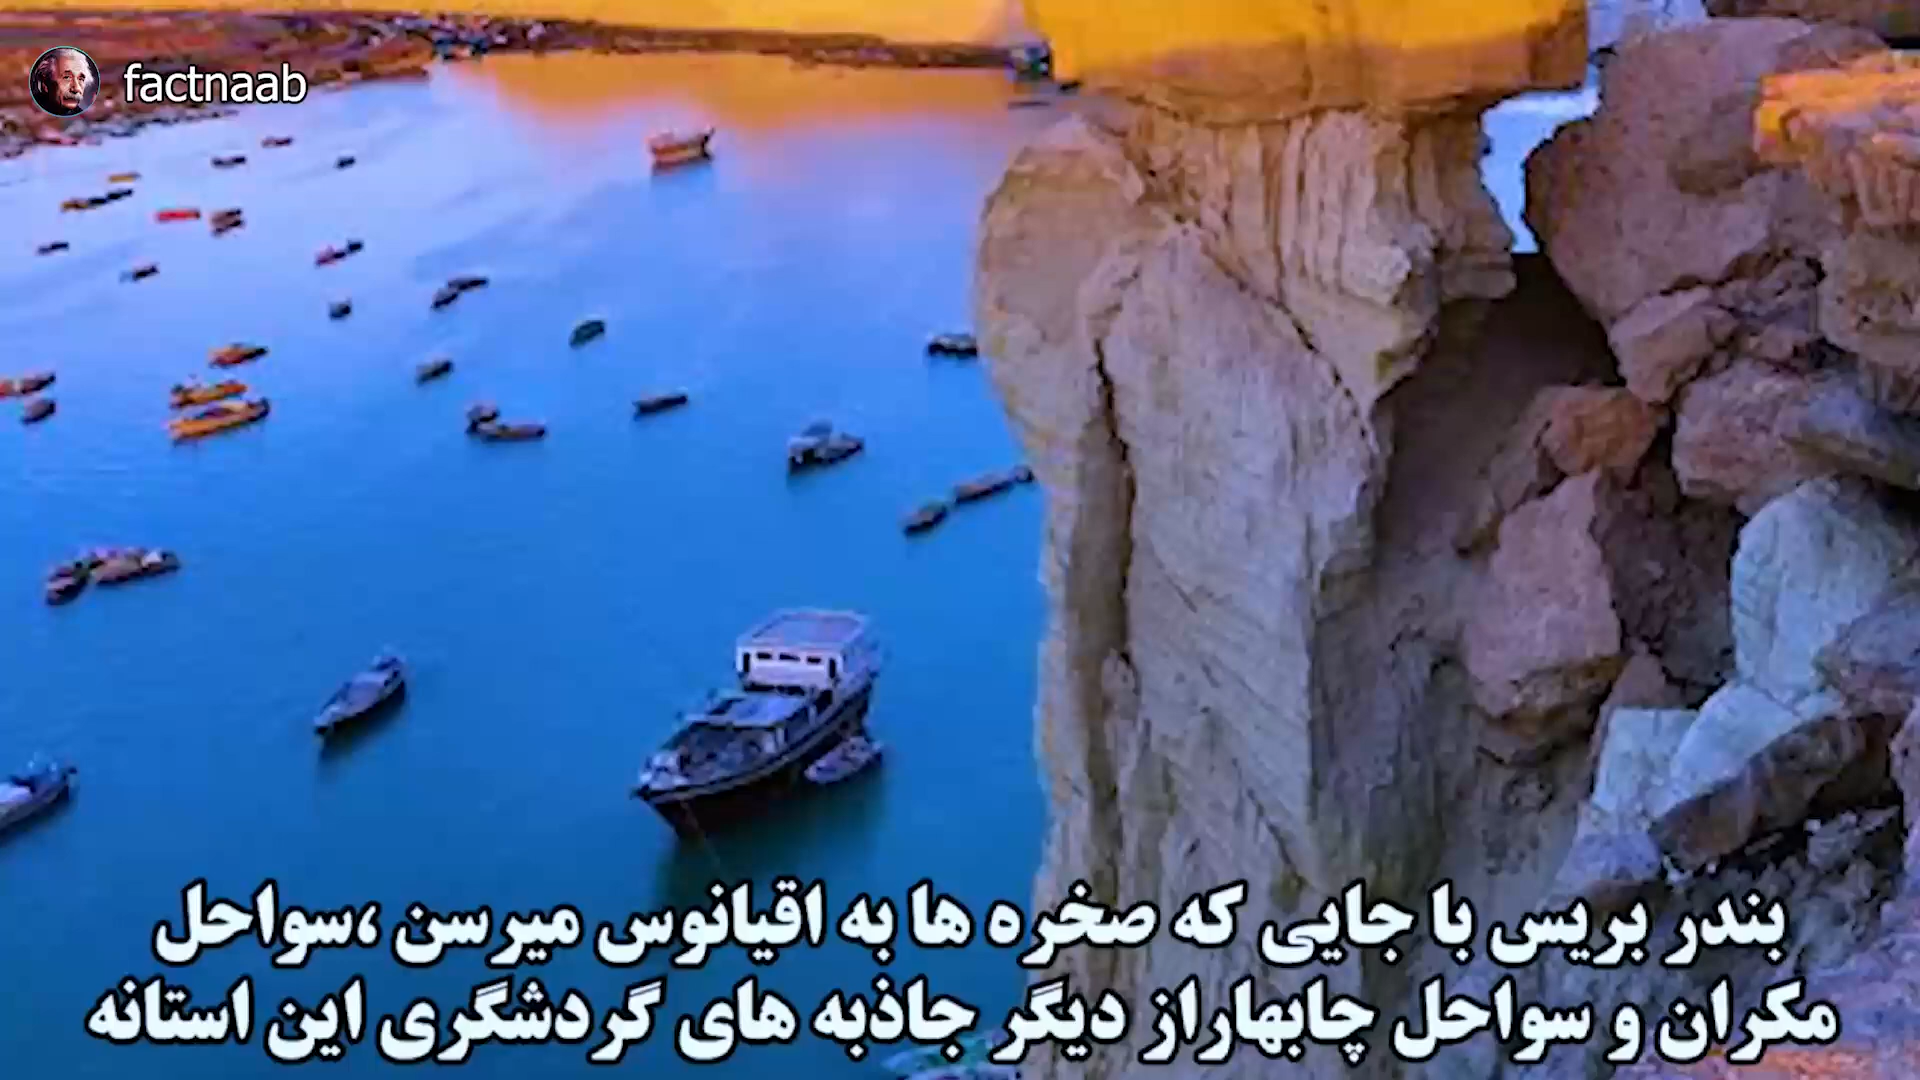 factnaab
بندر بریس با جایی که صخره ها به اقیانوس میرسن ،سواحل
مکران و سواحل چابهاراز دیگر جاذبه های گردشگری این استانه